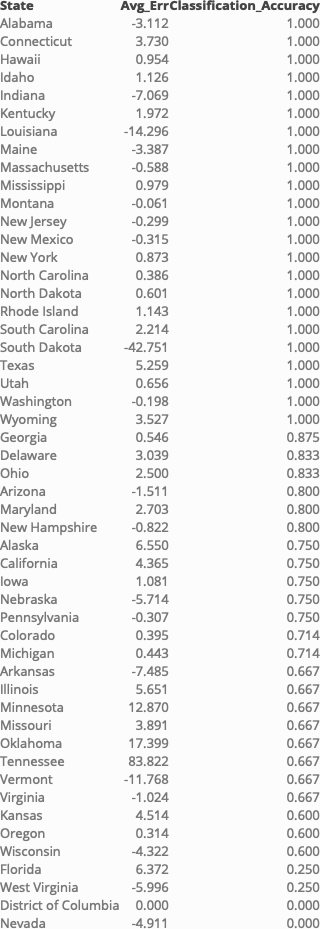 State Avg_Err Classification_Accuracy
Alabama -3.112 1.000
Connecticut 3.730 1.000
Hawaii 0.954 1.000
Idaho 1.126 1.000
Indiana -7.069 1.000
Kentucky 1.972 1.000
Louisiana -14.296 1.000
Maine -3.387 1.000
Massachusetts -0.588 1.000
Mississippi 0.979 1.000
Montana -0.061 1.000
New Jersey -0.299 1.000
New Mexico -0.315 1.000
New York 0.873 1.000
North Carolina 0.386 1.000
North Dakota 0.601 1.000
Rhode Island 1.143 1.000
South Carolina 2.214 1.000
South Dakota -42.751 1.000
Texas 5.259 1.000
Utah 0.656 1.000
Washington -0.198 1.000
Wyoming 3.527 1.000
Georgia 0.546 0.875
Delaware 3.039 0.833
Ohio 2.500 0.833
Arizona -1.511 0.800
Maryland 2.703 0.800
New Hampshire -0.822 0.800
Alaska 6.550 0.750
California 4.365 0.750
Iowa 1.081 0.750
Nebraska -5.714 0.750
Pennsylvania -0.307 0.750
Colorado 0.395 0.714
Michigan 0.443 0.714
Arkansas -7.485 0.667
Illinois 5.651 0.667
Minnesota 12.870 0.667
Missouri 3.891 0.667
Oklahoma 17.399 0.667
Tennessee 83.822 0.667
Vermont -11.768 0.667
Virginia -1.024 0.667
Kansas 4.514 0.600
Oregon 0.314 0.600
Wisconsin -4.322 0.600
Florida 6.372 0.250
West Virginia -5.996 0.250
District of Columbia 0.000 0.000
Nevada -4.911 0.000